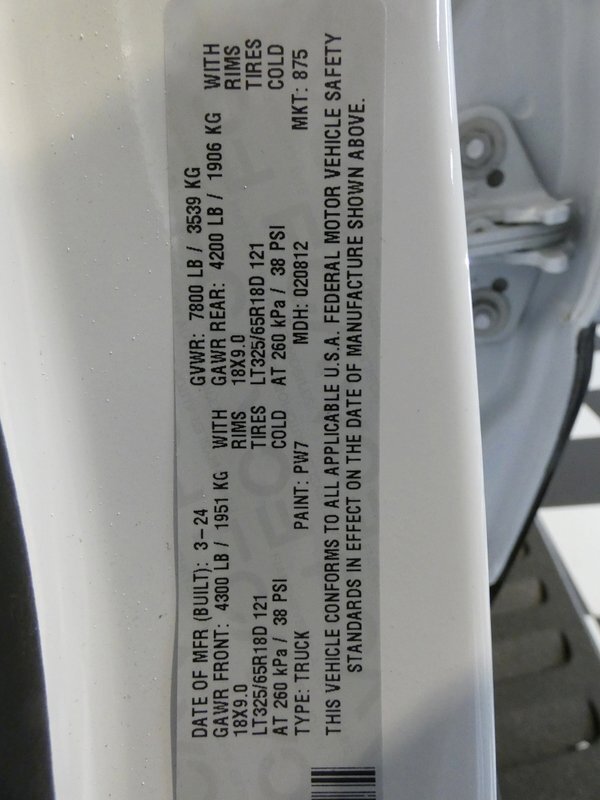 DATE OF MFR (BUILT): 3-24 GVWR: 7800 LB / 3539 KG
GAWR FRONT: 4300 LB / 1951 KG WITH GAWR REAR: 4200 LB / 1906 KG WITH
18X9.0 RIMS 18X9.0 RIMS
LT325/65R18D 121 TIRES LT325/65R18D 121 TIRES
AT 260 kPa / 38 PSI COLD AT 260 kPa / 38 PSI COLD
TYPE: TRUCK PAINT: PW7 MDH: 020812 MKT: 875
THIS VEHICLE CONFORMS TO ALL APPLICABLE U.S.A. FEDERAL MOTOR VEHICLE SAFETY
STANDARDS IN EFFECT ON THE DATE OF MANUFACTURE SHOWN ABOVE.